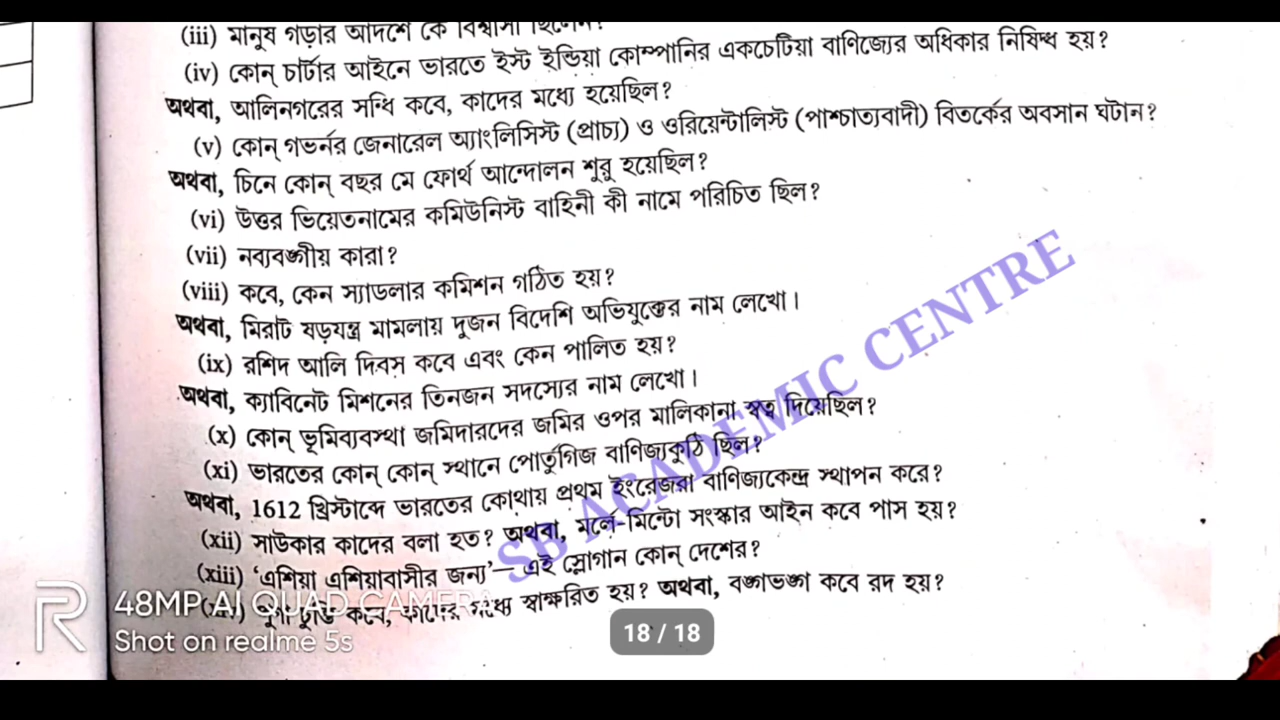 (iii) মানুষ গড়ার আদর্শে কে বিশ্বাসী ছিলেন?
(iv) কোন্ চার্টার আইনে ভারতে ইস্ট ইন্ডিয়া কোম্পানির একচেটিয়া বাণিজ্যের অধিকার নিষিদ্ধ হয়?
অথবা, আলিনগরের সন্ধি কবে, কাদের মধ্যে হয়েছিল?
(v) কোন্ গভর্নর জেনারেল অ্যাংলিসিস্ট (প্রাচ্য) ও ওরিয়েন্টালিস্ট (পাশ্চাত্যবাদী) বিতর্কের অবসান ঘটান?
অথবা, চিনে কোন্ বছর মে ফোর্থ আন্দোলন শুরু হয়েছিল?
(vi) উত্তর ভিয়েতনামের কমিউনিস্ট বাহিনী কী নামে পরিচিত ছিল?
(vii) নব্যবঙ্গীয় কারা?
(viii) কবে, কেন স্যাডলার কমিশন গঠিত হয়?
অথবা, মিরাট ষড়যন্ত্র মামলায় দুজন বিদেশি অভিযুক্তের নাম লেখো।
(ix) রশিদ আলি দিবস কবে এবং কেন পালিত হয়?
অথবা, ক্যাবিনেট মিশনের তিনজন সদস্যের নাম লেখো।
(x) কোন্ ভূমিব্যবস্থা জমিদারদের জমির ওপর মালিকানা স্বত্ব দিয়েছিল?
(xi) ভারতের কোন্ কোন্ স্থানে পোর্তুগিজ বাণিজ্যকুঠি ছিল?
অথবা, 1612 খ্রিস্টাব্দে ভারতের কোথায় প্রথম ইংরেজরা বাণিজ্যকেন্দ্র স্থাপন করে?
(xii) সাউকার কাদের বলা হত? অথবা, মর্লে-মিন্টো সংস্কার আইন কবে পাস হয়?
(xiii) ‘এশিয়া এশিয়াবাসীর জন্য’— এই স্লোগান কোন্ দেশের?
চুক্তি কবে, কাদের মধ্যে স্বাক্ষরিত হয়? অথবা, বঙ্গভঙ্গ কবে রদ হয়?
SB ACADEMIC CENTRE
R
48MP AI QUAD CAMERA
Shot on realme 5s
18 / 18